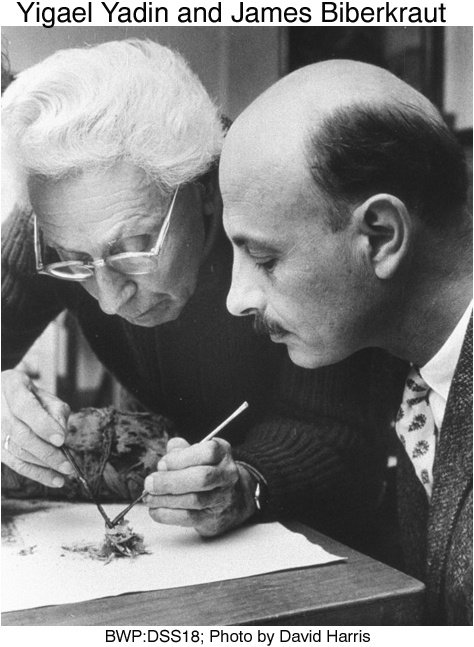 Yigael Yadin and James Biberkraut
BWP:DSS18; Photo by David Harris